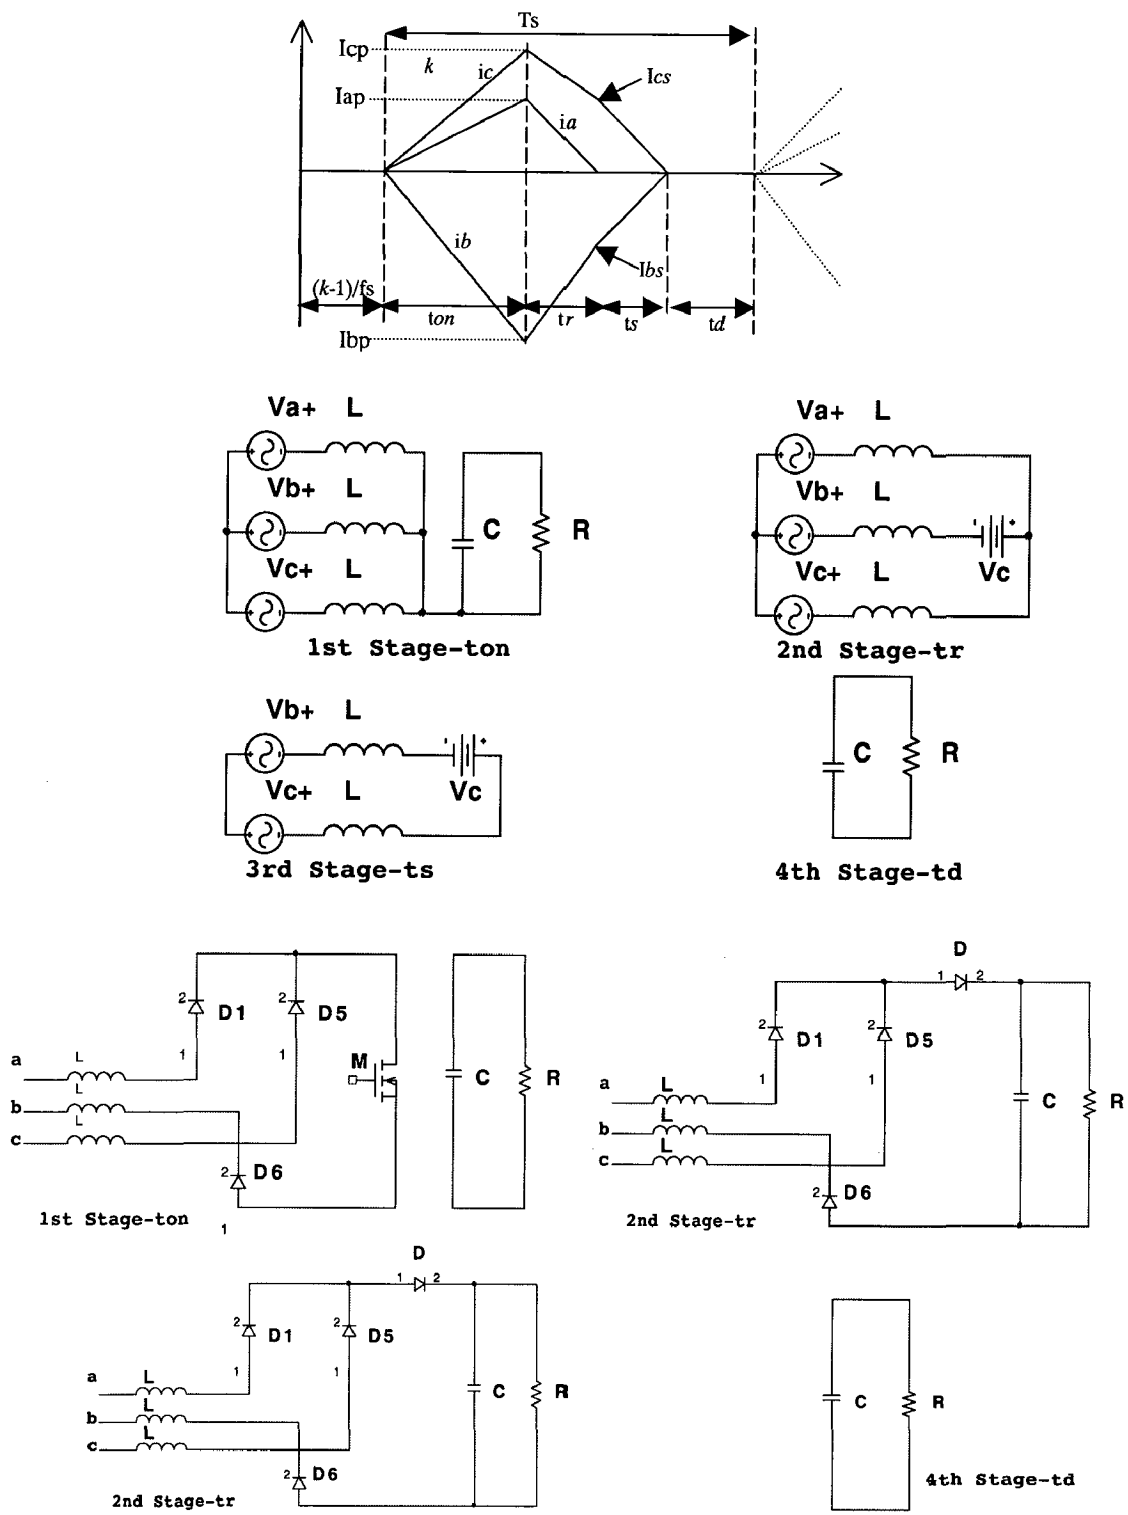 Ts
Icp
k
ic
Ics
Iap
ia
ib
Ibs
(k-1)/fs
ton
tr
ts
td
Ibp
Va+ L
Vb+ L
C R
Vc+ L
1st Stage-ton
Va+ L
Vb+ L
- +
Vc+ L Vc
2nd Stage-tr
Vb+ L
- +
Vc+ L Vc
3rd Stage-ts
C R
4th Stage-td
2 D1 2 D5
a L 1 1 M C R
b L
c L
2 D6
1st Stage-ton 1
D
1 2
2 D1 2 D5
a L 1 1 C R
b L
c L
2 D6
2nd Stage-tr
D
1 2
2 D1 2 D5
a L 1 1 C R
b L
c L
2 D6
2nd Stage-tr
C R
4th Stage-td